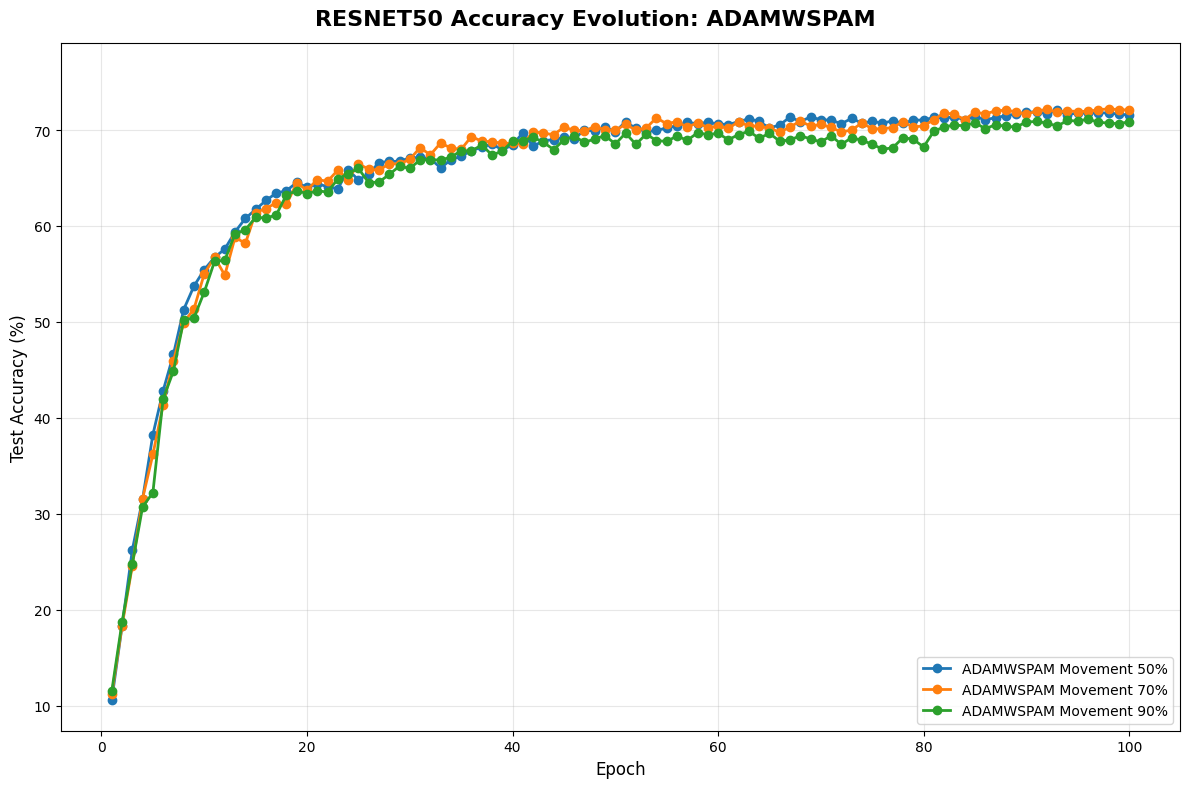 RESNET50 Accuracy Evolution: ADAMWSPAM
Test Accuracy (%)
70
60
50
40
30
20
10
0
20
40
60
80
100
Epoch
ADAMWSPAM Movement 50%
ADAMWSPAM Movement 70%
ADAMWSPAM Movement 90%